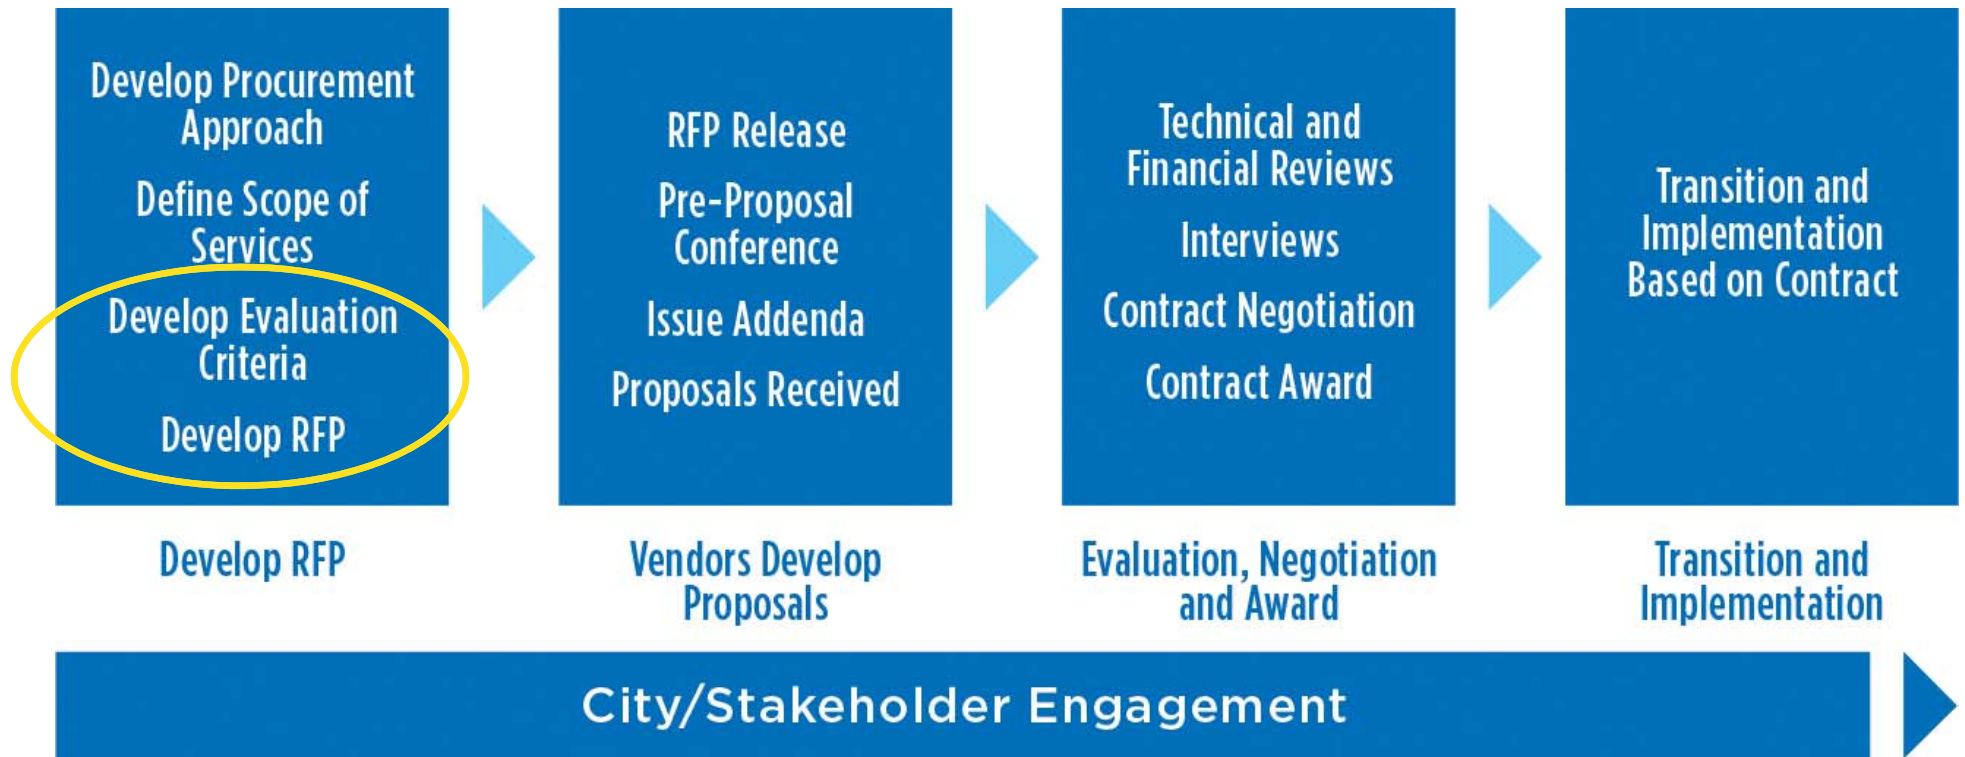 Develop Procurement
Approach
Define Scope of
Services
Develop Evaluation
Criteria
Develop RFP
Develop RFP
RFP Release
Pre-Proposal
Conference
Issue Addenda
Proposals Received
Vendors Develop
Proposals
Technical and
Financial Reviews
Interviews
Contract Negotiation
Contract Award
Evaluation, Negotiation
and Award
Transition and
Implementation
Based on Contract
Transition and
Implementation
City/Stakeholder Engagement